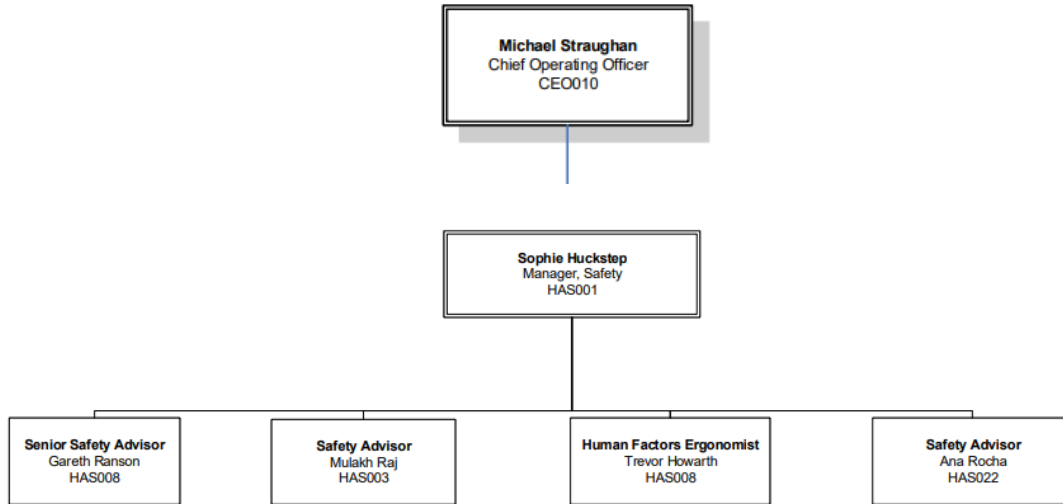 Michael Straughan
Chief Operating Officer
CEO010
Sophie Huckstep
Manager, Safety
HAS001
Senior Safety Advisor
Gareth Ranson
HAS008
Safety Advisor
Mulakh Raj
HAS003
Human Factors Ergonomist
Trevor Howarth
HAS008
Safety Advisor
Ana Rocha
HAS022